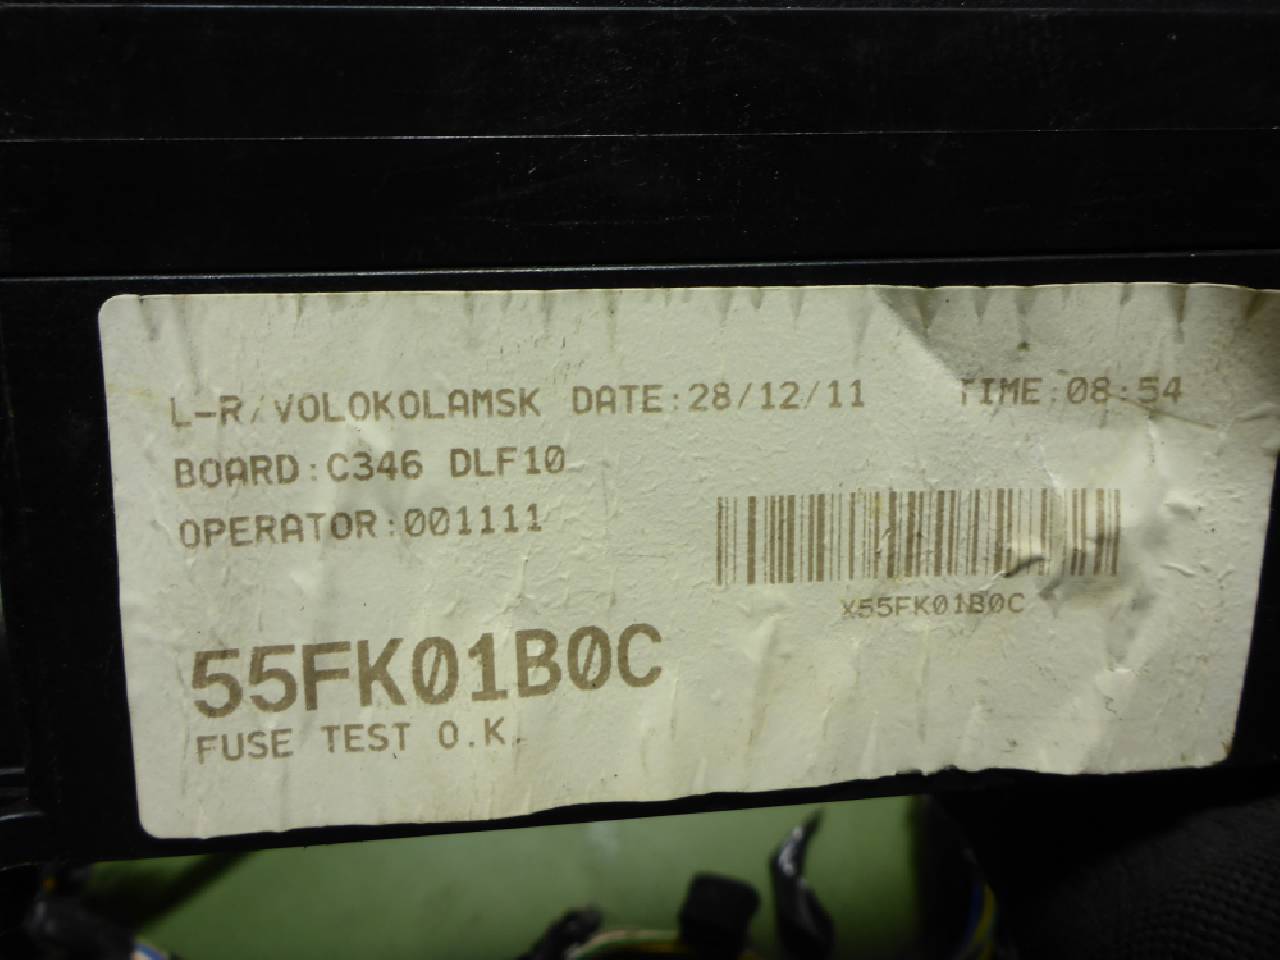 L-R/VOLOKOLAMSK DATE:28/12/11 TIME:08:54
BOARD:C346 DLF10
OPERATOR:001111
X55FK01B0C
55FK01B0C
FUSE TEST O.K.